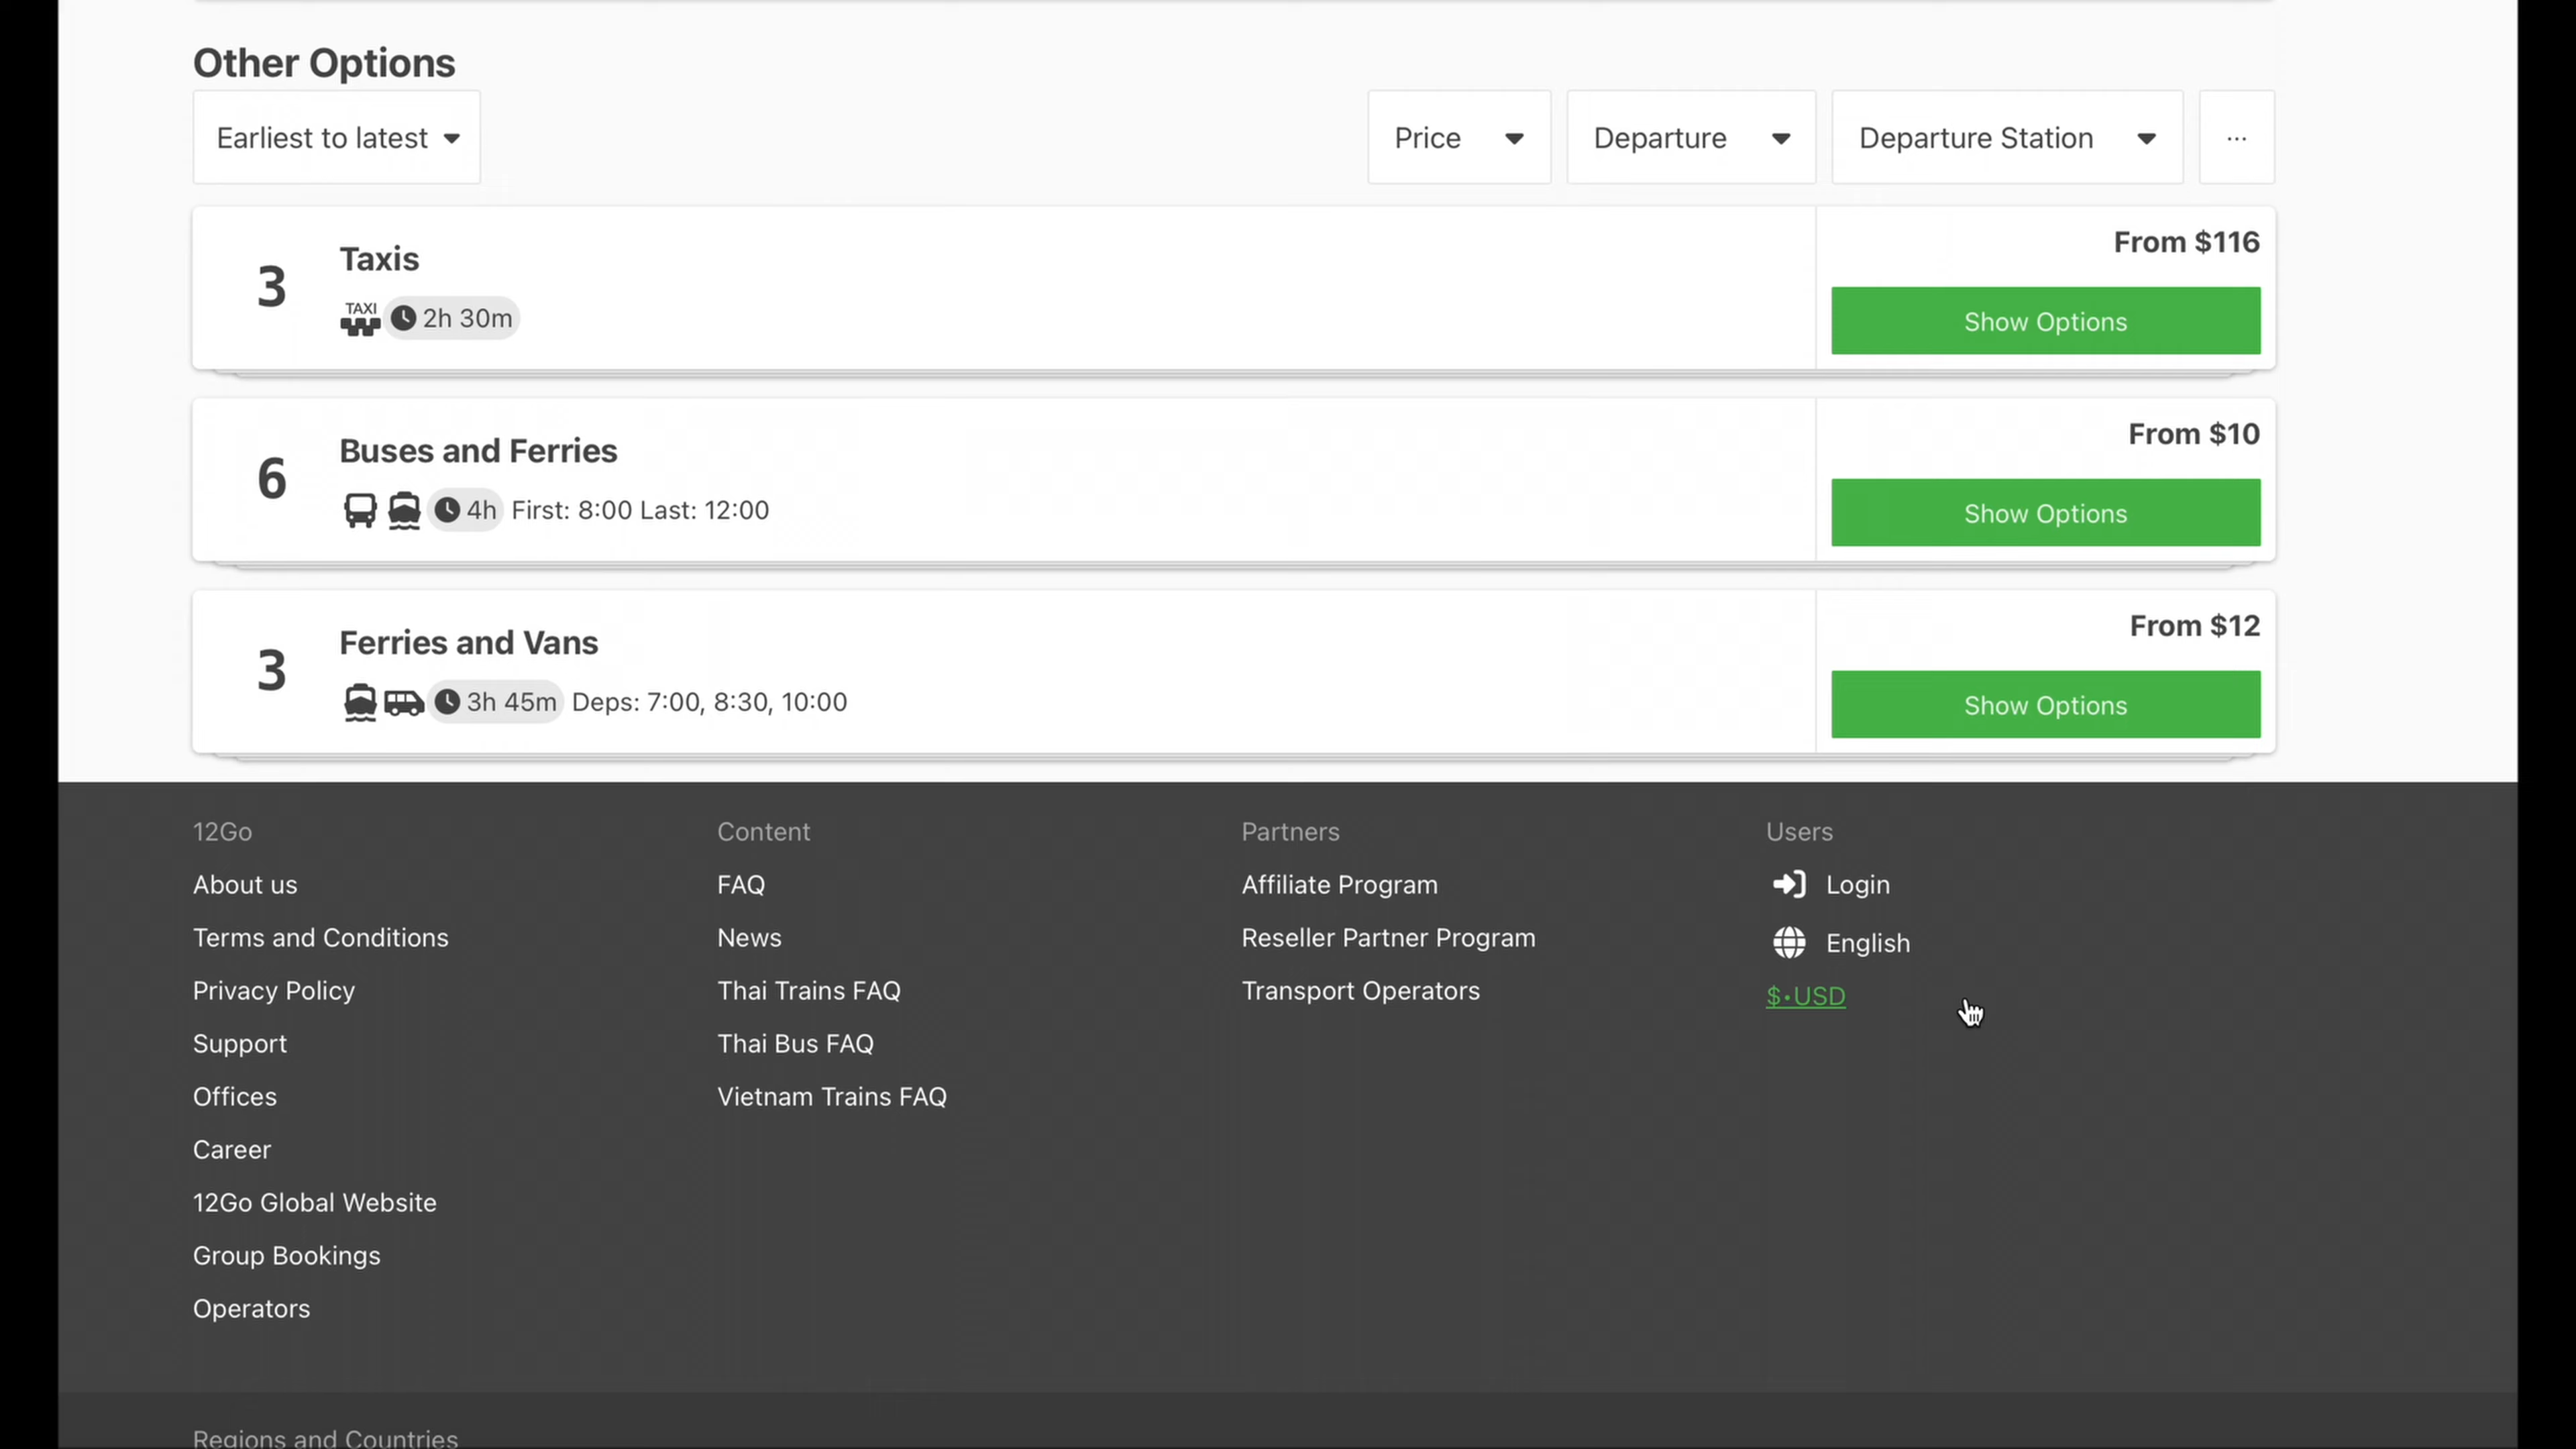 Other Options
Earliest to latest
Price
Departure
Departure Station
...
3
Taxis
TAXI
2h 30m
From $116
Show Options
6
Buses and Ferries
4h First: 8:00 Last: 12:00
From $10
Show Options
3
Ferries and Vans
3h 45m Deps: 7:00, 8:30, 10:00
From $12
Show Options
12Go
About us
Terms and Conditions
Privacy Policy
Support
Offices
Career
12Go Global Website
Group Bookings
Operators
Content
FAQ
News
Thai Trains FAQ
Thai Bus FAQ
Vietnam Trains FAQ
Partners
Affiliate Program
Reseller Partner Program
Transport Operators
Users
Login
English
$•USD
Regions and Countries